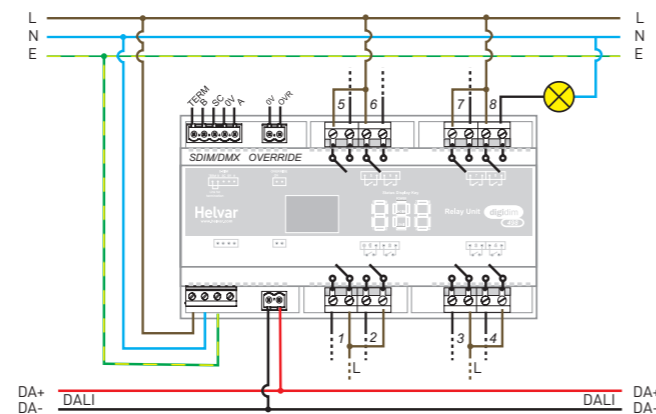 L L
N N
E E
TERM B SC 0V A 0V OVR
5 6 7 8
SDIM/DMX OVERRIDE
Helvar
Relay Unit digidim
1 2 3 4
L L
DA+ DALI DALI DA+
DA- DA-